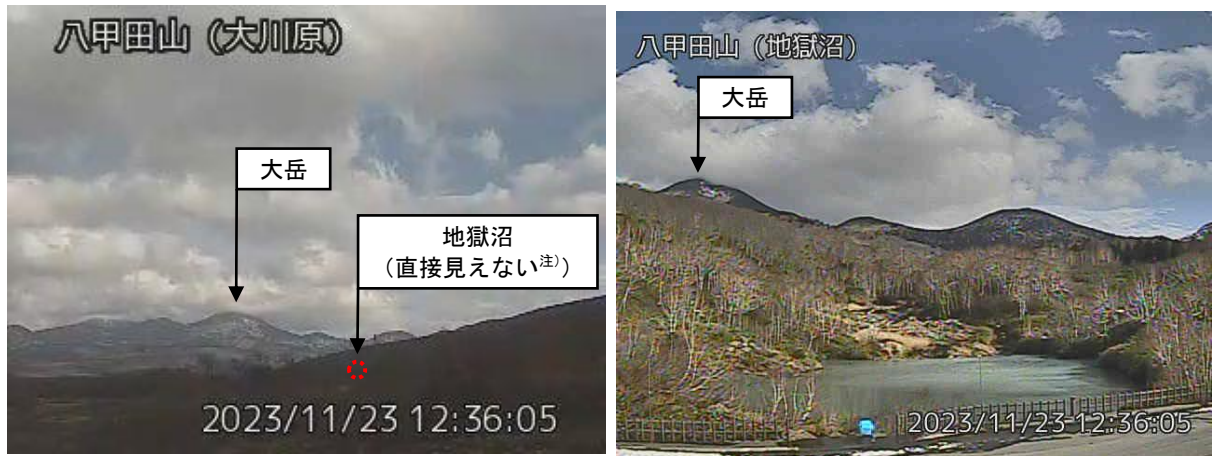 八甲田山（大川原）
大岳
地獄沼
（直接見えない注)）
2023/11/23 12:36:05
八甲田山（地獄沼）
大岳
2023/11/23 12:36:05